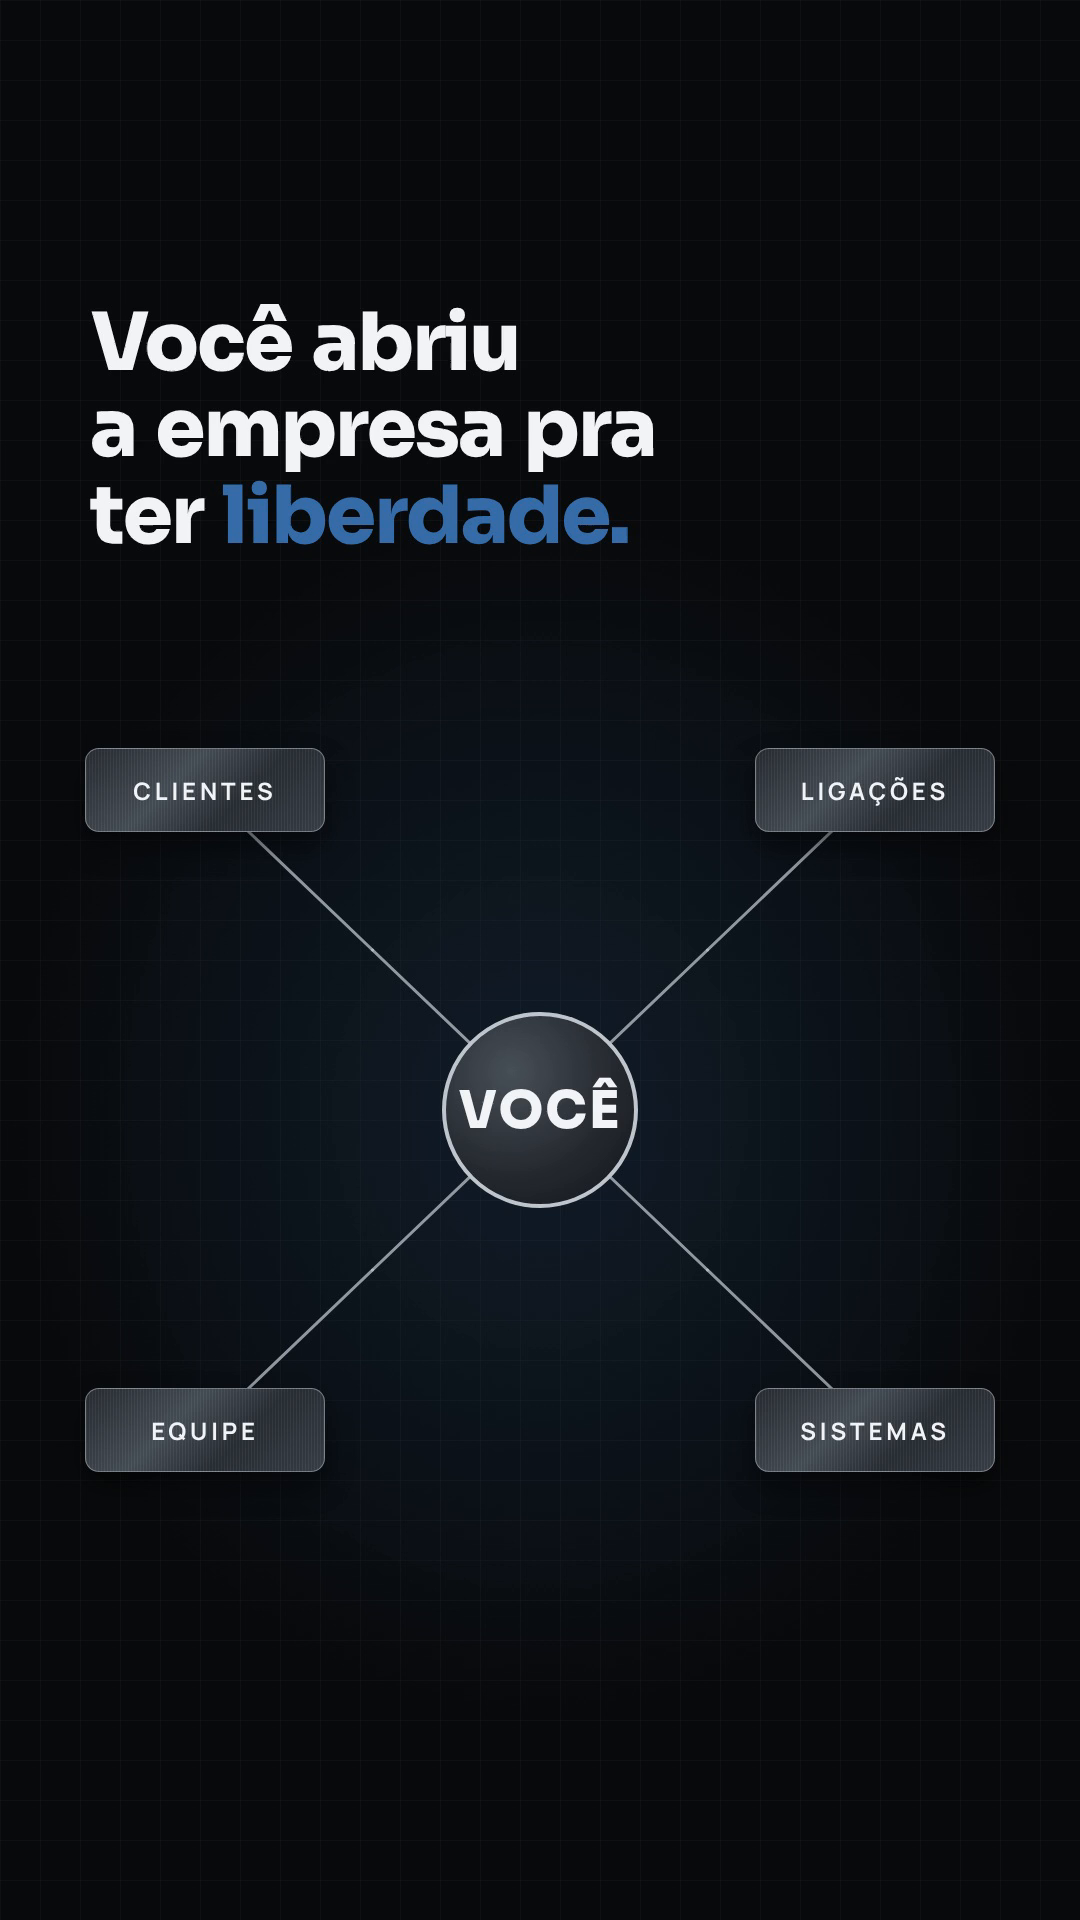 Você abriu
a empresa pra
ter liberdade.
CLIENTES
LIGAÇÕES
VOCÊ
EQUIPE
SISTEMAS